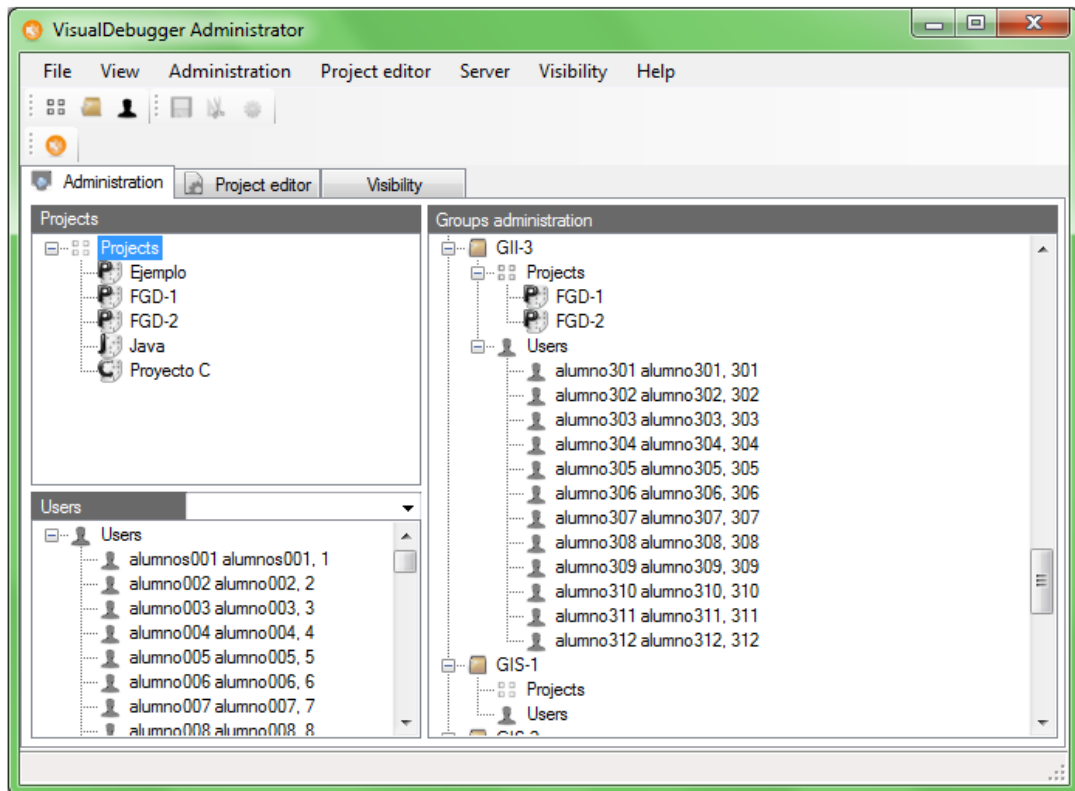 VisualDebugger Administrator
File View Administration Project editor Server Visibility Help
Administration Project editor Visibility
Projects
Projects
Ejemplo
FGD-1
FGD-2
Java
Proyecto C
Users
Users
alumnos001 alumnos001, 1
alumno002 alumno002, 2
alumno003 alumno003, 3
alumno004 alumno004, 4
alumno005 alumno005, 5
alumno006 alumno006, 6
alumno007 alumno007, 7
alumno008 alumno008, 8
Groups administration
GII-3
Projects
FGD-1
FGD-2
Users
alumno301 alumno301, 301
alumno302 alumno302, 302
alumno303 alumno303, 303
alumno304 alumno304, 304
alumno305 alumno305, 305
alumno306 alumno306, 306
alumno307 alumno307, 307
alumno308 alumno308, 308
alumno309 alumno309, 309
alumno310 alumno310, 310
alumno311 alumno311, 311
alumno312 alumno312, 312
GIS-1
Projects
Users